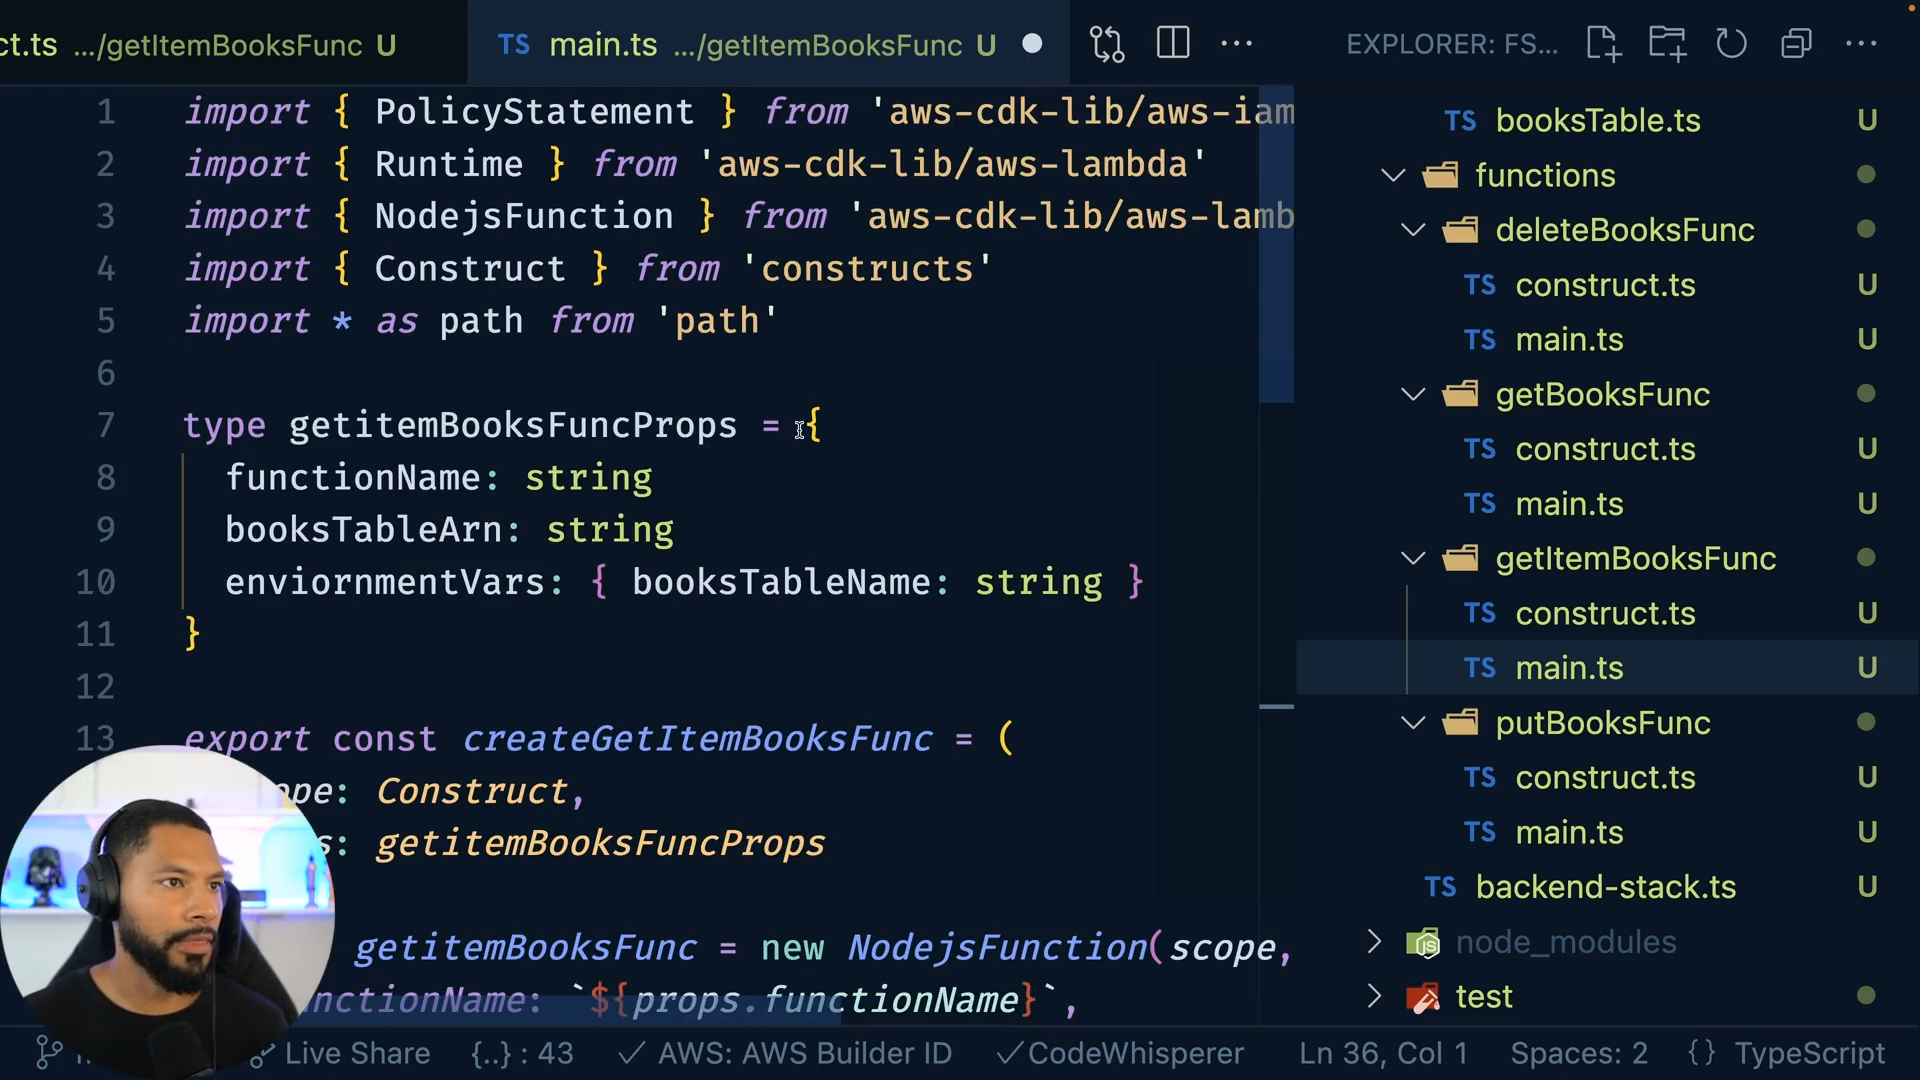 ct.ts .../getItemBooksFunc U
TS main.ts .../getItemBooksFunc U
EXPLORER: FS...
1 import { PolicyStatement } from 'aws-cdk-lib/aws-iam
2 import { Runtime } from 'aws-cdk-lib/aws-lambda'
3 import { NodejsFunction } from 'aws-cdk-lib/aws-lamb
4 import { Construct } from 'constructs'
5 import * as path from 'path'
6
7 type getitemBooksFuncProps = {
8 functionName: string
9 booksTableArn: string
10 enviornmentVars: { booksTableName: string }
11 }
12
13 export const createGetItemBooksFunc = (
ope: Construct,
s: getitemBooksFuncProps
getitemBooksFunc = new NodejsFunction(scope,
nctionName: `${props.functionName}`,
TS booksTable.ts U
functions
deleteBooksFunc
TS construct.ts U
TS main.ts U
getBooksFunc
TS construct.ts U
TS main.ts U
getItemBooksFunc
TS construct.ts U
TS main.ts U
putBooksFunc
TS construct.ts U
TS main.ts U
TS backend-stack.ts U
node_modules
test
Live Share {..} : 43 ✓ AWS: AWS Builder ID ✓CodeWhisperer Ln 36, Col 1 Spaces: 2 {} TypeScript